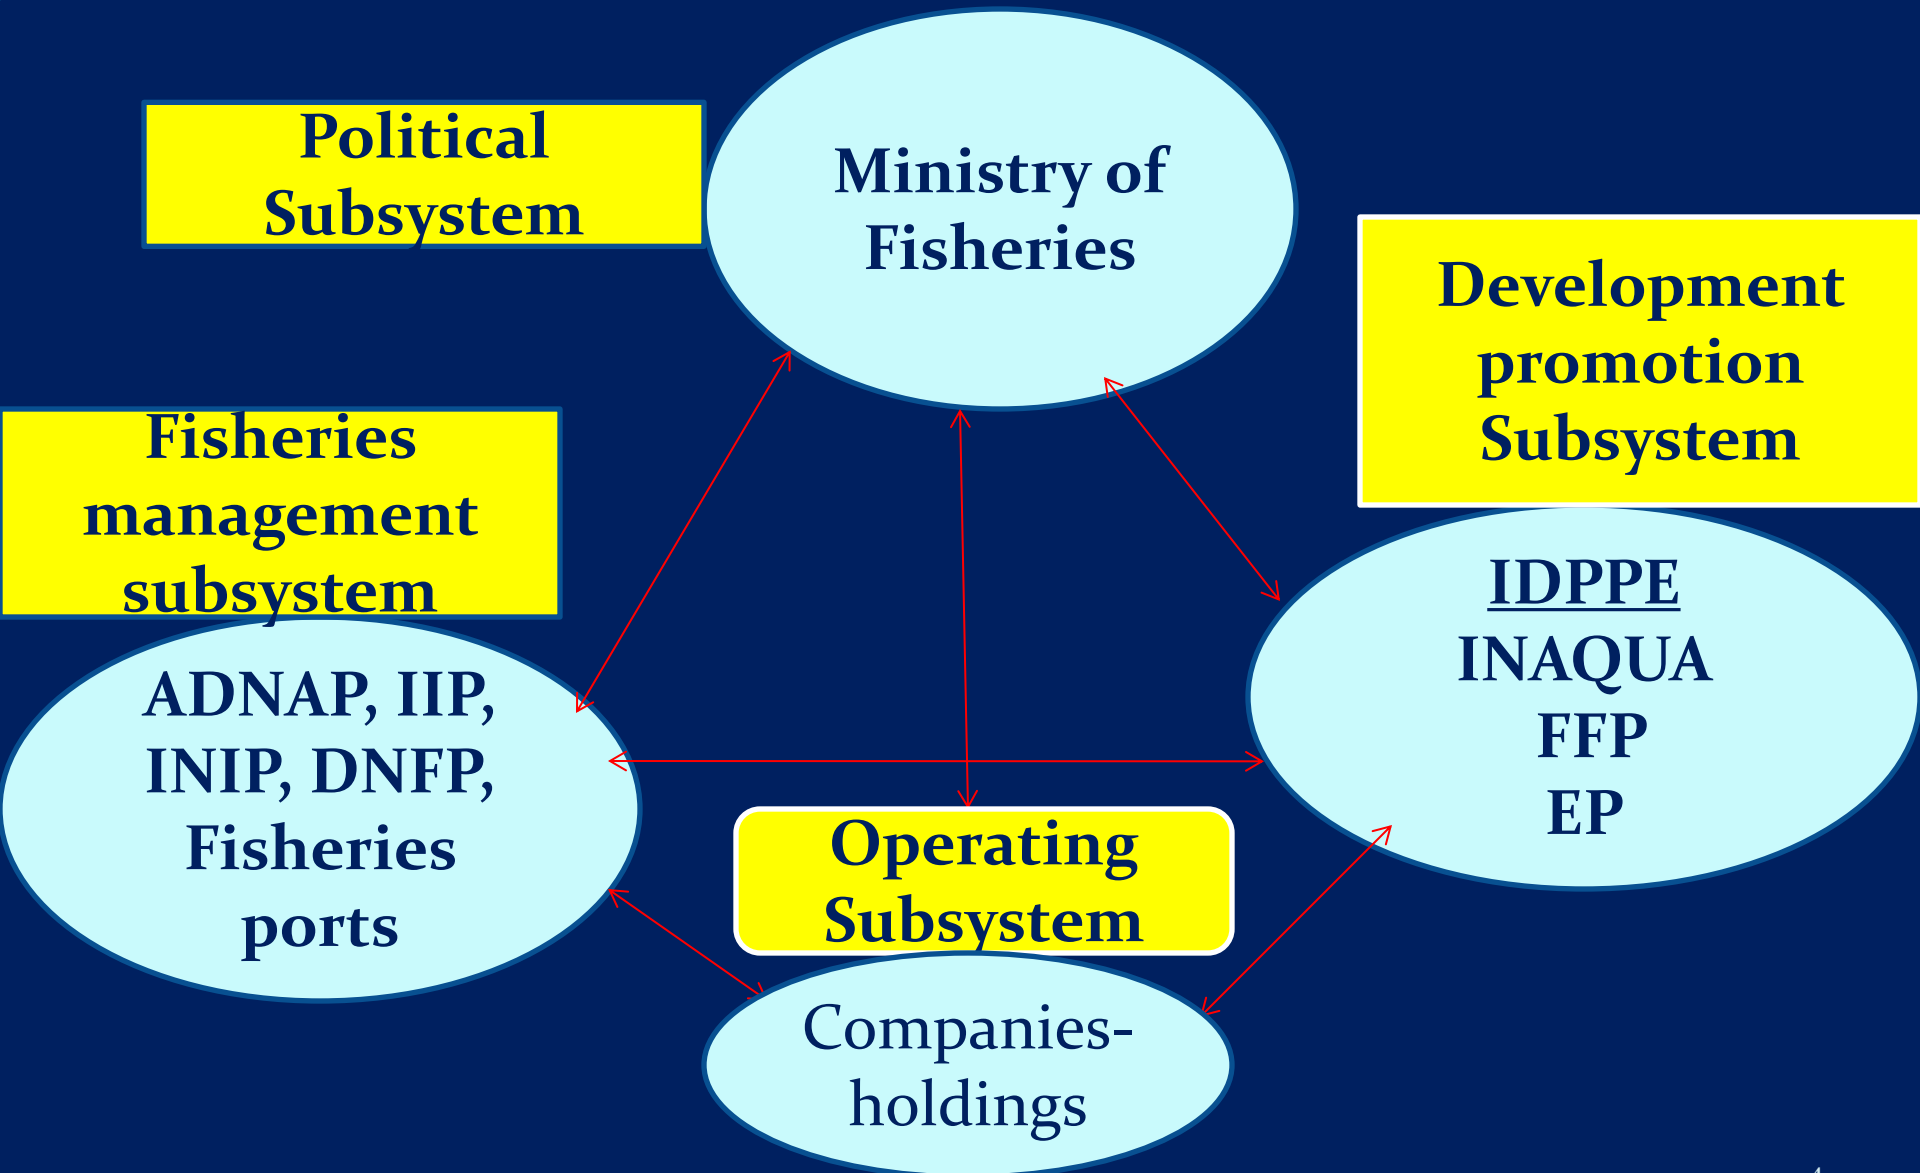 Political
Subsystem
Ministry of
Fisheries
Development
promotion
Subsystem
Fisheries
management
subsystem
IDPPE
INAQUA
FFP
EP
ADNAP, IIP,
INIP, DNFP,
Fisheries
ports
Operating
Subsystem
Companies-
holdings